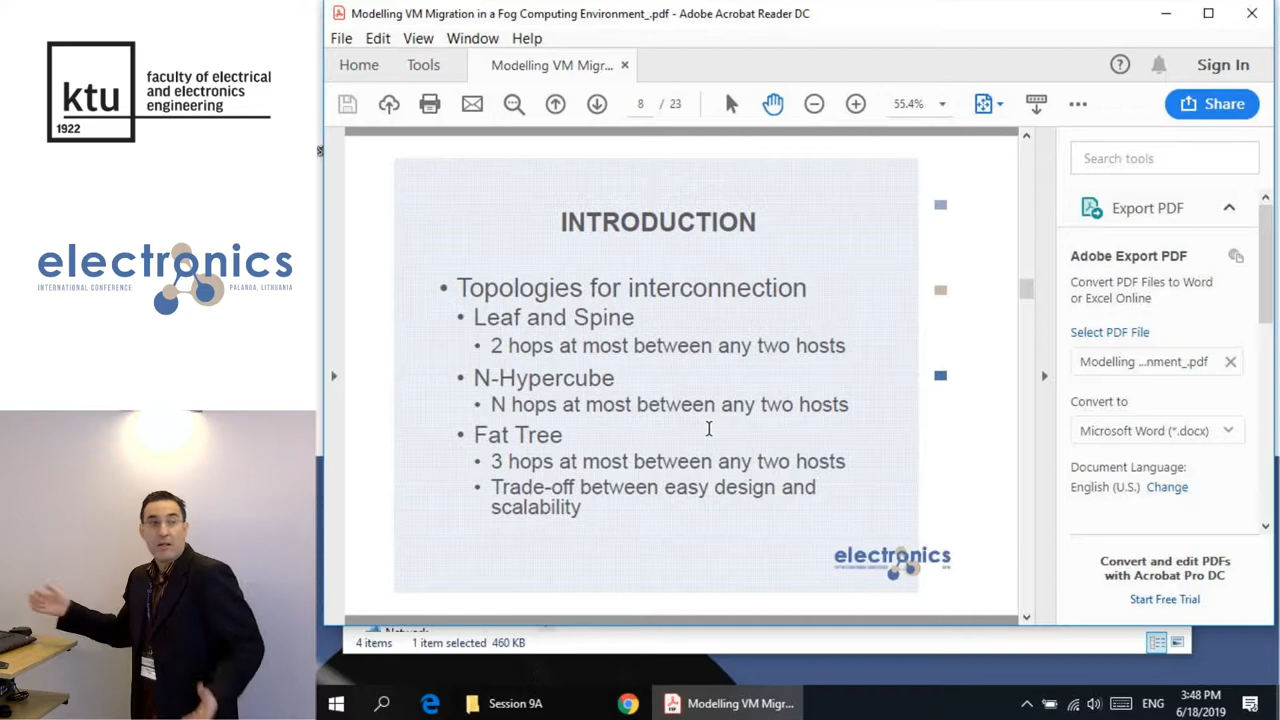 ktu
1922
faculty of electrical
and electronics
engineering
electronics
INTERNATIONAL CONFERENCE
PALANGA, LITHUANIA
Modelling VM Migration in a Fog Computing Environment_.pdf - Adobe Acrobat Reader DC
File Edit View Window Help
Home Tools Modelling VM Migr...
Sign In
8 / 23
55.4%
Share
INTRODUCTION
• Topologies for interconnection
• Leaf and Spine
• 2 hops at most between any two hosts
• N-Hypercube
• N hops at most between any two hosts
• Fat Tree
• 3 hops at most between any two hosts
• Trade-off between easy design and
scalability
electronics
Search tools
Export PDF
Adobe Export PDF
Convert PDF Files to Word
or Excel Online
Select PDF File
Modelling ...nment_.pdf
Convert to
Microsoft Word (*.docx)
Document Language:
English (U.S.) Change
Convert and edit PDFs
with Acrobat Pro DC
Start Free Trial
Network
4 items 1 item selected 460 KB
Session 9A
Modelling VM Migr...
ENG
3:48 PM
6/18/2019